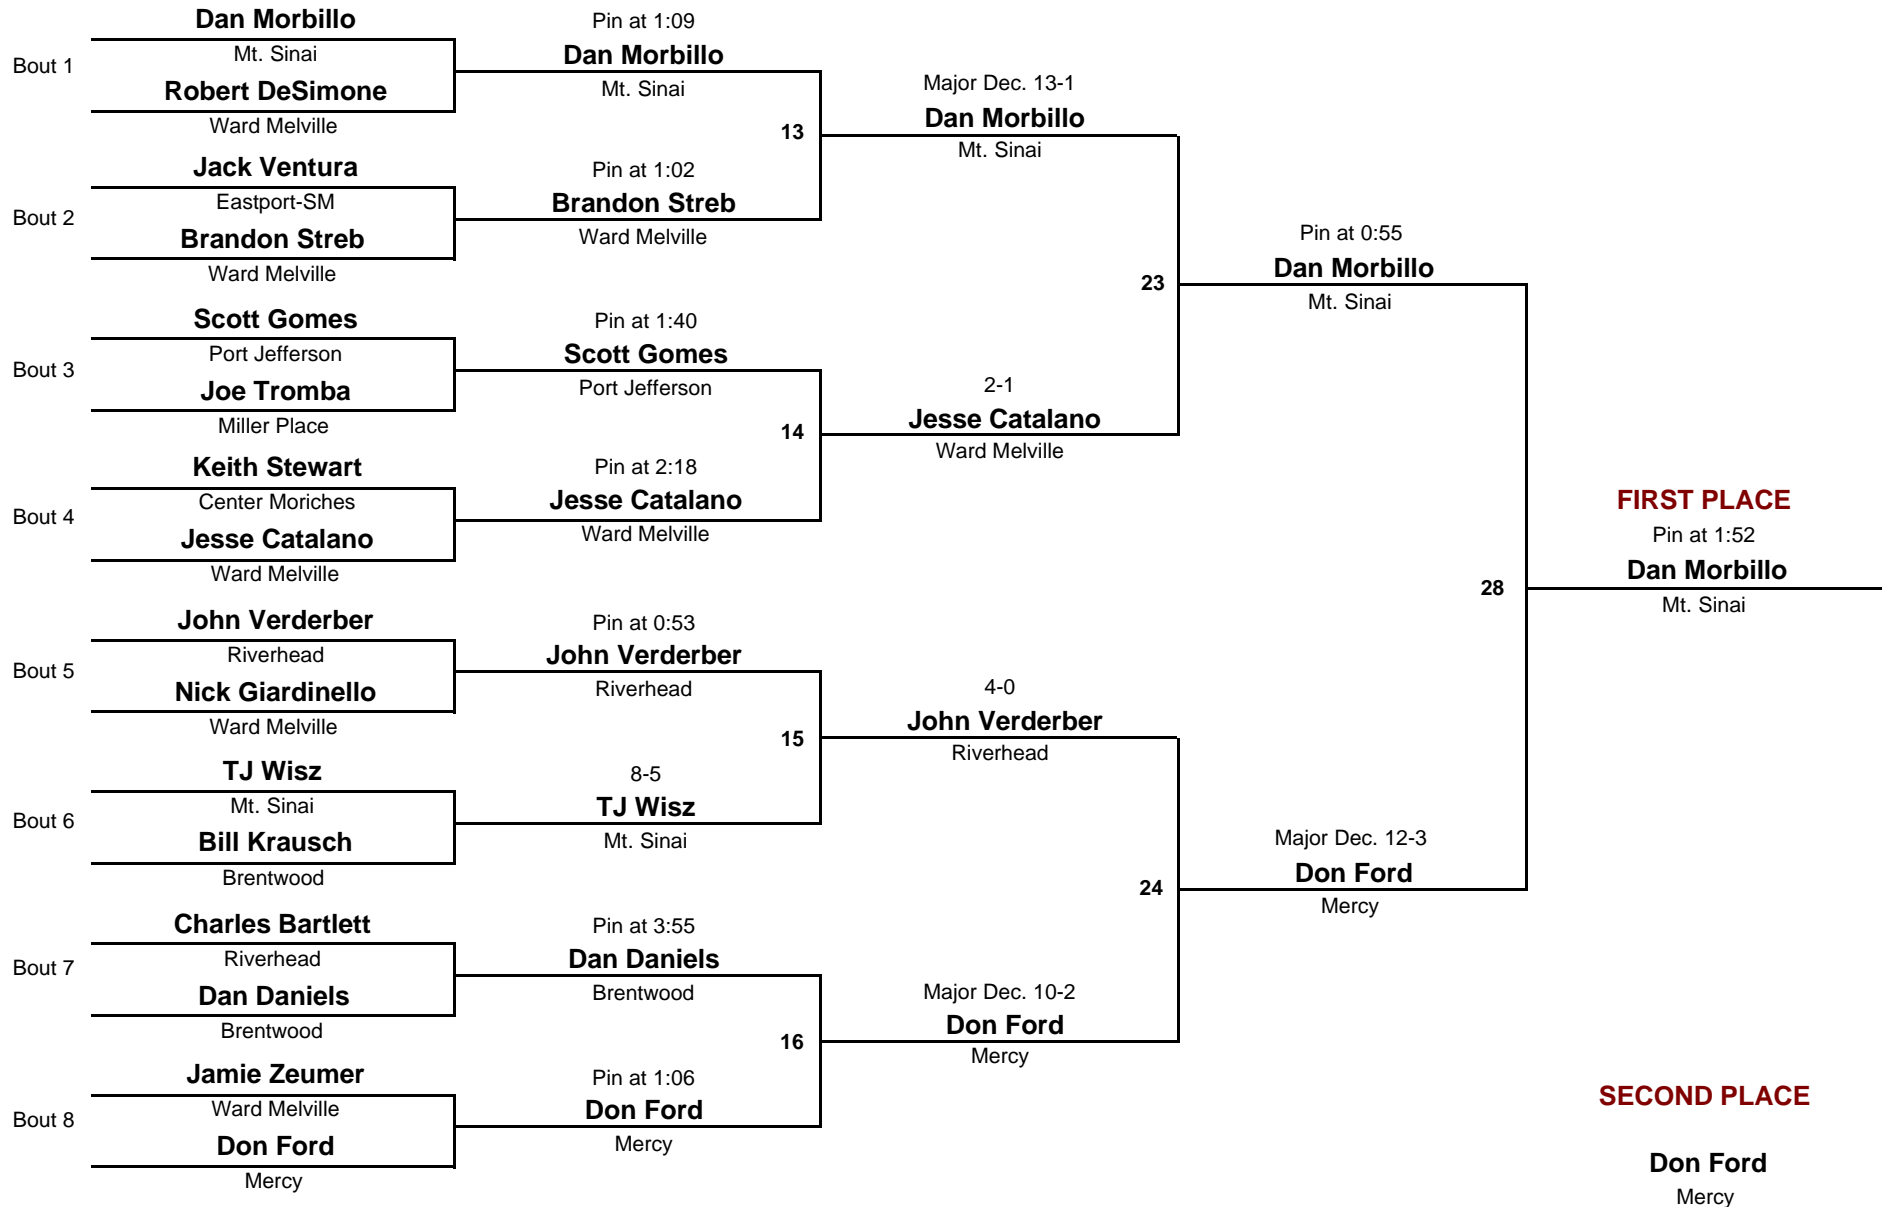 Bout 1
Dan Morbillo
Mt. Sinai
Robert DeSimone
Ward Melville
Bout 2
Jack Ventura
Eastport-SM
Brandon Streb
Ward Melville
Bout 3
Scott Gomes
Port Jefferson
Joe Tromba
Miller Place
Bout 4
Keith Stewart
Center Moriches
Jesse Catalano
Ward Melville
Bout 5
John Verderber
Riverhead
Nick Giardinello
Ward Melville
Bout 6
TJ Wisz
Mt. Sinai
Bill Krausch
Brentwood
Bout 7
Charles Bartlett
Riverhead
Dan Daniels
Brentwood
Bout 8
Jamie Zeumer
Ward Melville
Don Ford
Mercy
Pin at 1:09
Dan Morbillo
Mt. Sinai
13
Pin at 1:02
Brandon Streb
Ward Melville
Pin at 1:40
Scott Gomes
Port Jefferson
14
Pin at 2:18
Jesse Catalano
Ward Melville
Pin at 0:53
John Verderber
Riverhead
15
8-5
TJ Wisz
Mt. Sinai
Pin at 3:55
Dan Daniels
Brentwood
16
Pin at 1:06
Don Ford
Mercy
Major Dec. 13-1
Dan Morbillo
Mt. Sinai
23
2-1
Jesse Catalano
Ward Melville
4-0
John Verderber
Riverhead
24
Major Dec. 10-2
Don Ford
Mercy
Pin at 0:55
Dan Morbillo
Mt. Sinai
28
Major Dec. 12-3
Don Ford
Mercy
FIRST PLACE
Pin at 1:52
Dan Morbillo
Mt. Sinai
SECOND PLACE
Don Ford
Mercy